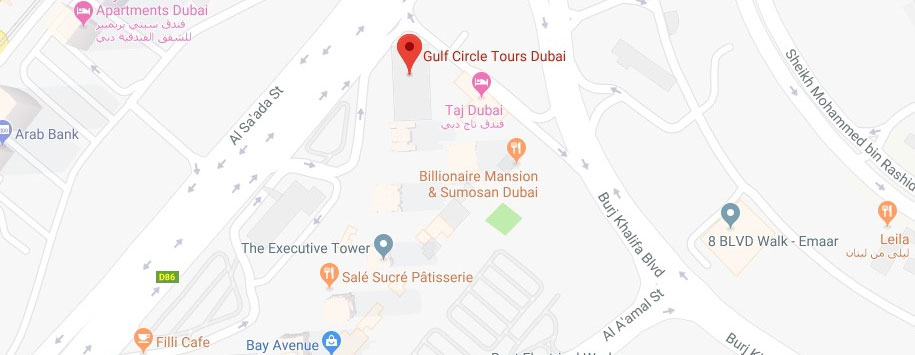 Apartments Dubai
فندق سيتي بريميير
للشقق الفندقية دبي
Gulf Circle Tours Dubai
Al Sa'ada St
Taj Dubai
فندق تاج دبي
Sheikh Mohammed bin Rashid
Arab Bank
Billionaire Mansion
& Sumosan Dubai
Burj Khalifa Blvd
8 BLVD Walk - Emaar
Leila
ليلى من لبنان
The Executive Tower
D86
Salé Sucré Pâtisserie
Al A'amal St
Filli Cafe
Bay Avenue